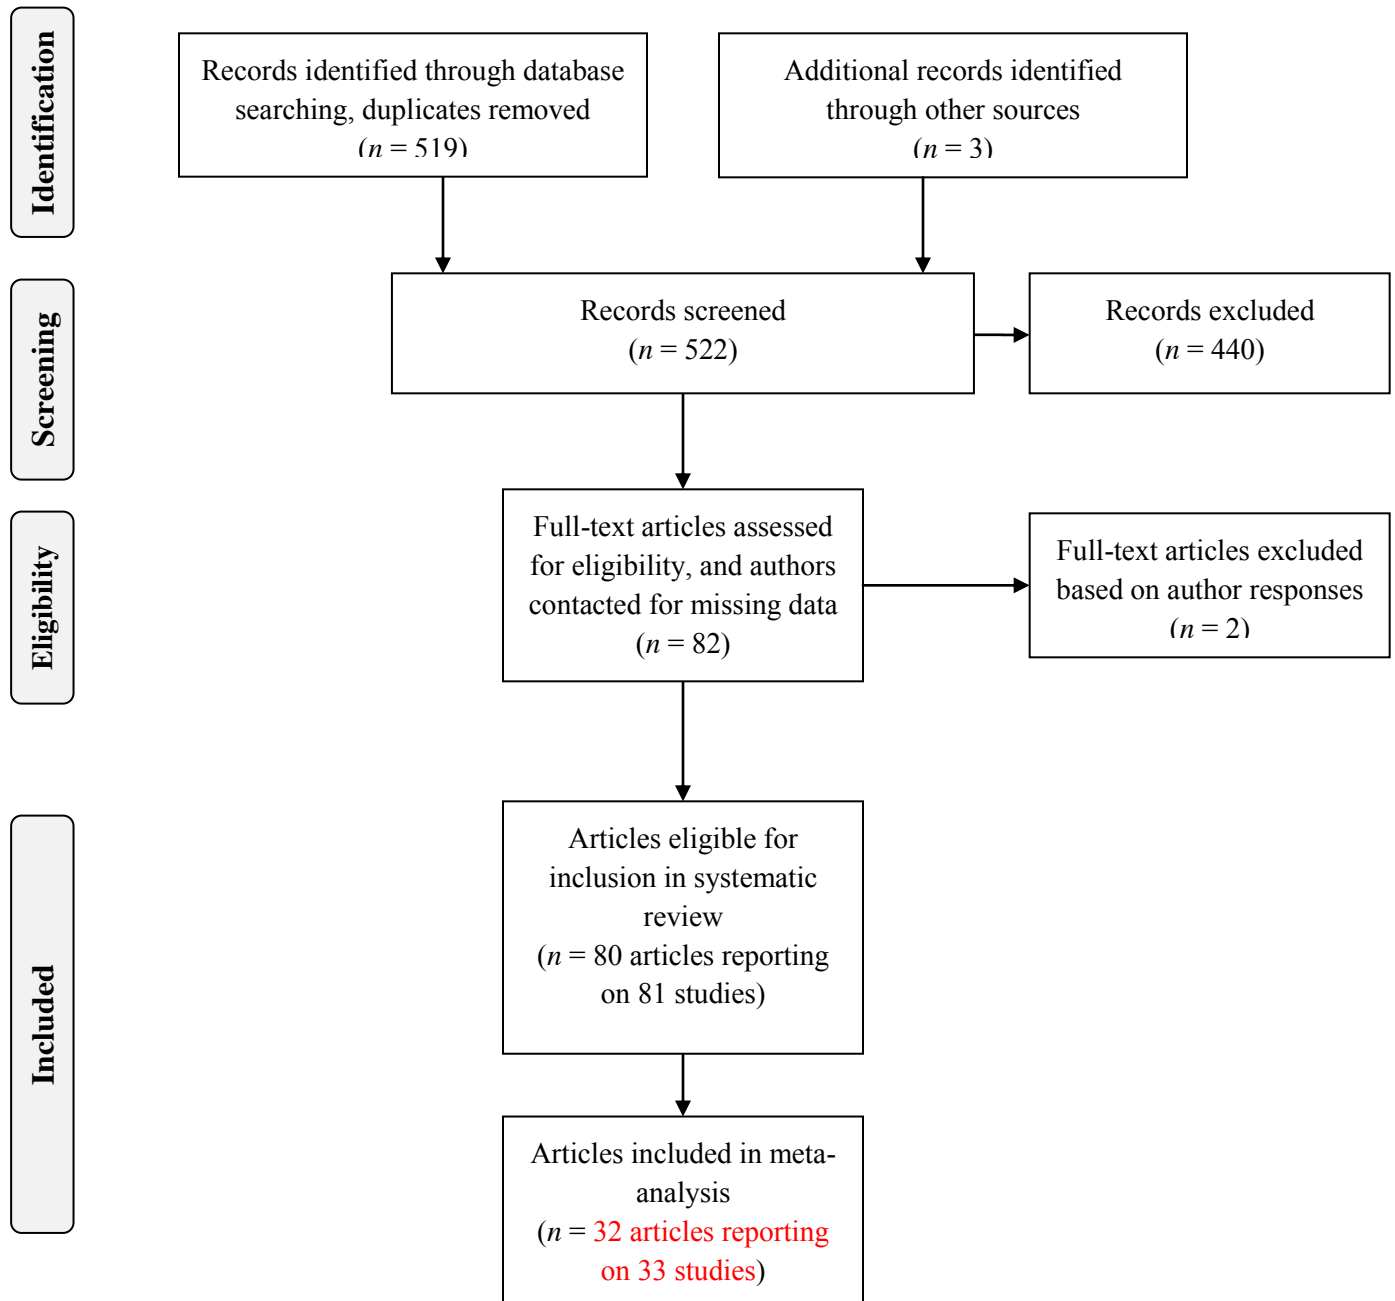 Identification
Records identified through database
searching, duplicates removed
(n = 519)
Additional records identified
through other sources
(n = 3)
Screening
Records screened
(n = 522)
Records excluded
(n = 440)
Eligibility
Full-text articles assessed
for eligibility, and authors
contacted for missing data
(n = 82)
Full-text articles excluded
based on author responses
(n = 2)
Included
Articles eligible for
inclusion in systematic
review
(n = 80 articles reporting
on 81 studies)
Articles included in meta-
analysis
(n = 32 articles reporting
on 33 studies)